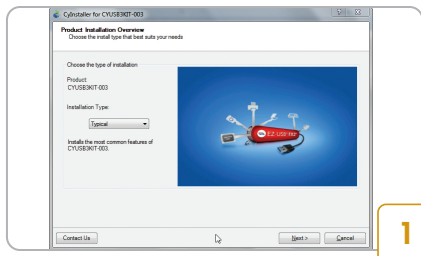 CyInstaller for CYUSB3KIT-003
Product Installation Overview
Choose the install type that best suits your needs
Choose the type of installation
Product:
CYUSB3KIT-003
Installation Type:
Typical
Installs the most common features of
CYUSB3KIT-003.
EZ-USB FX3
Contact Us
Next >
Cancel
1